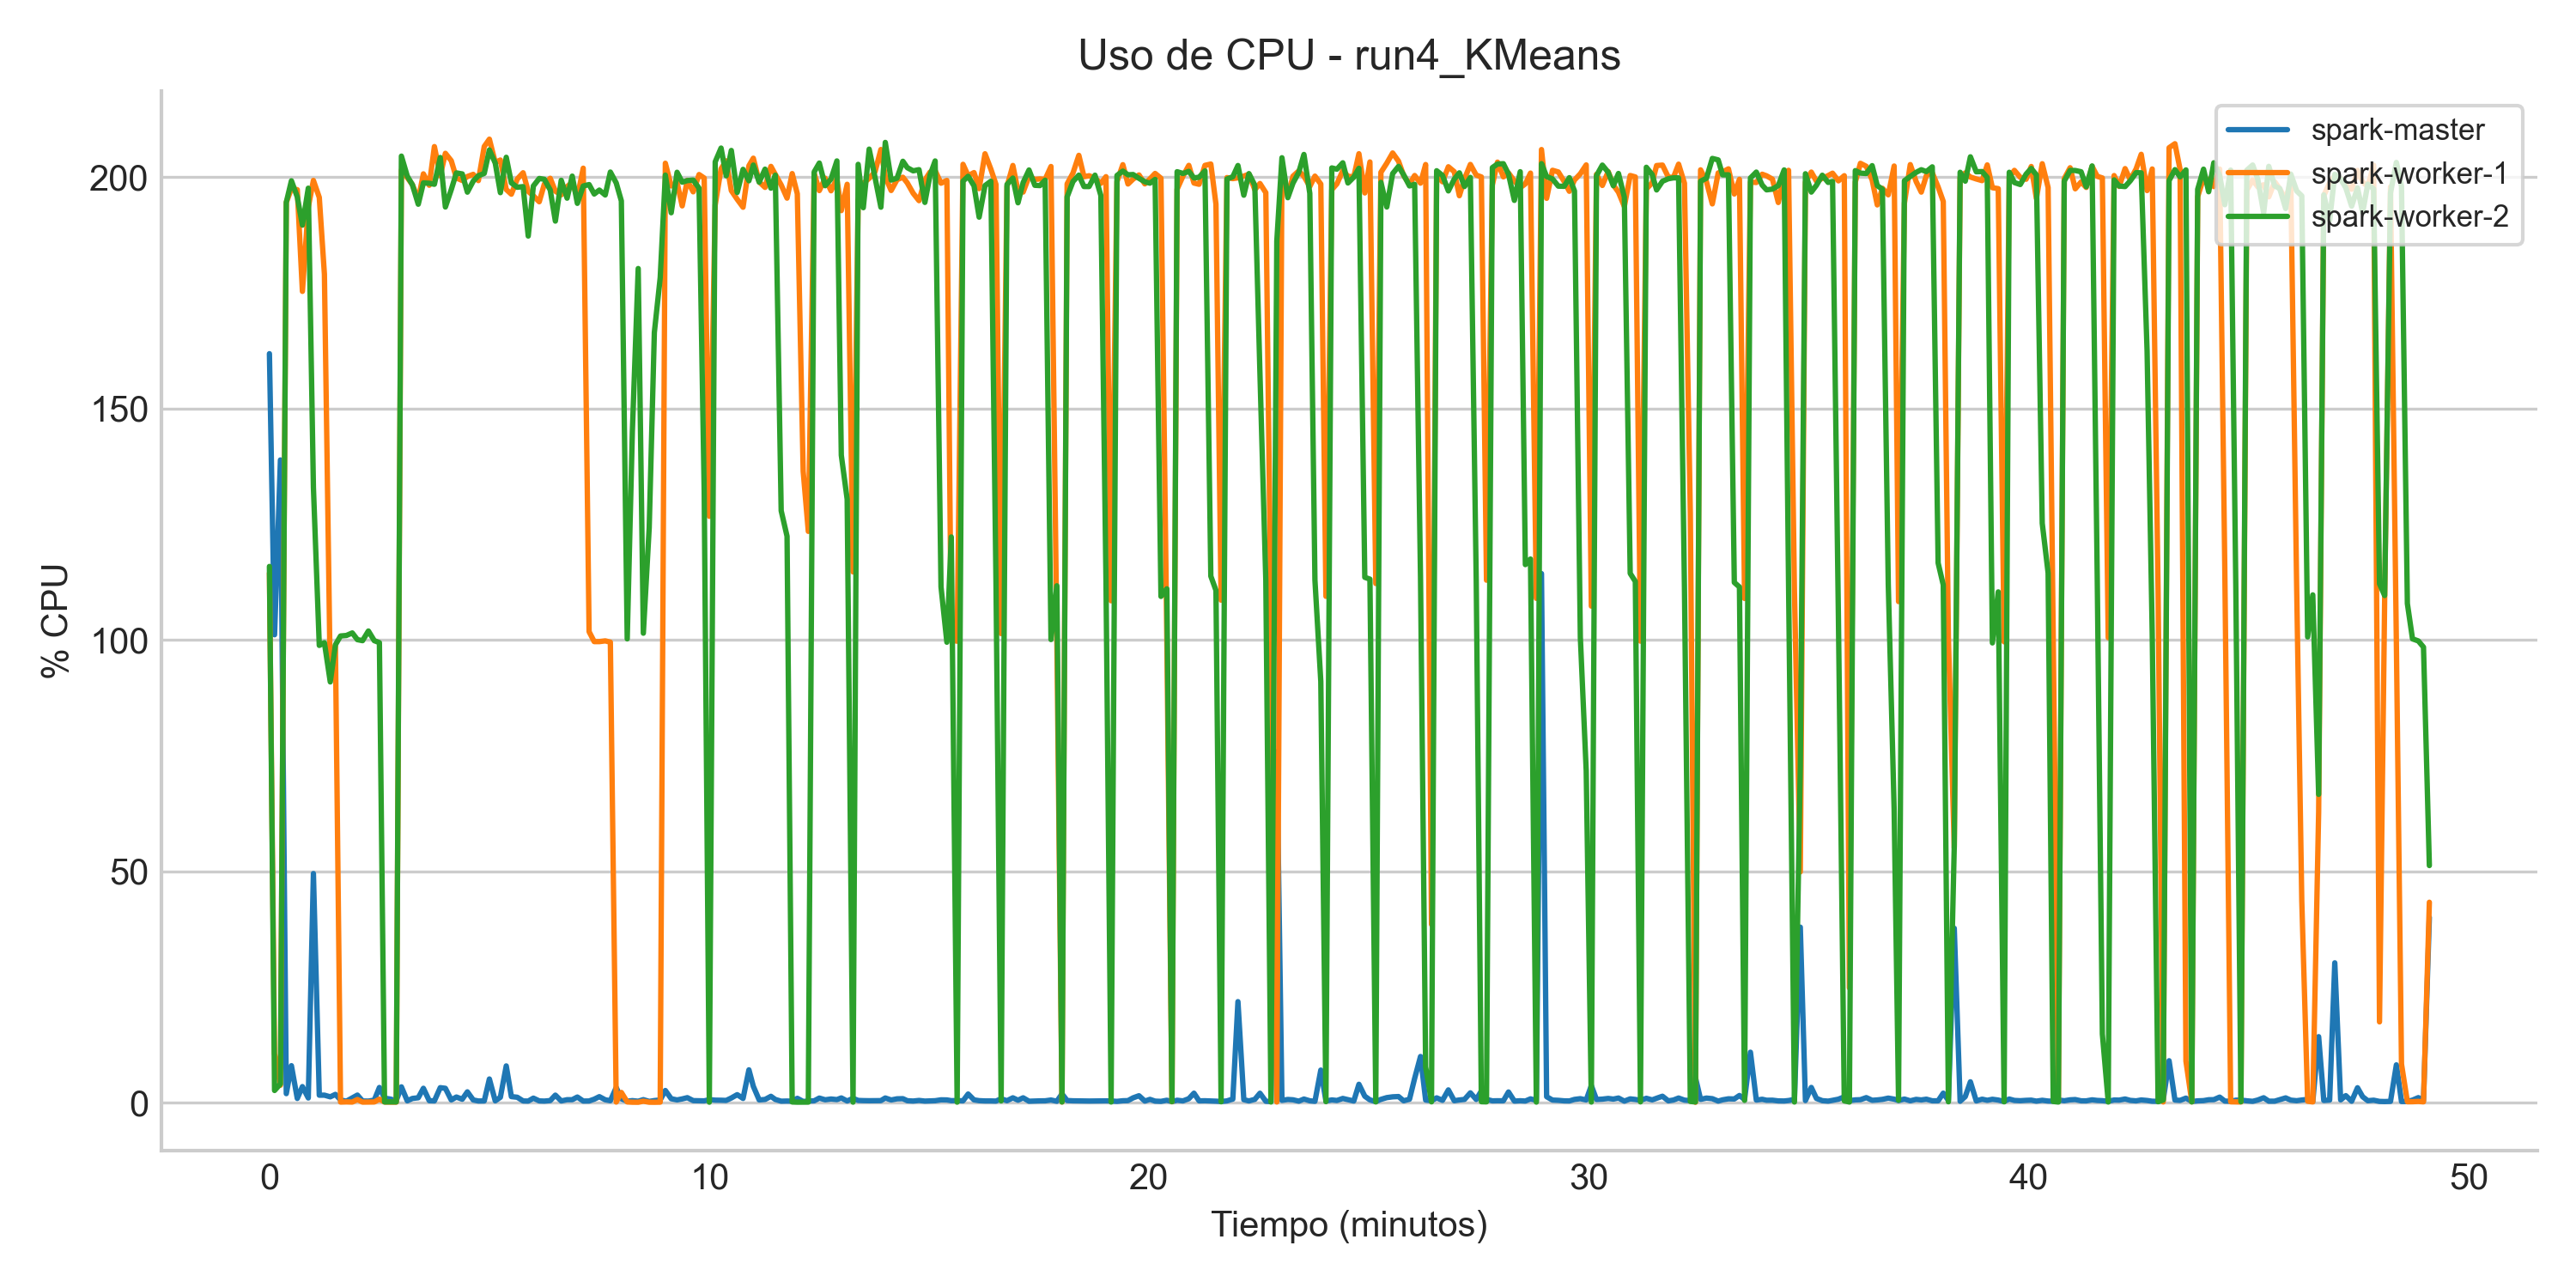 Uso de CPU - run4_KMeans
spark-master
spark-worker-1
spark-worker-2
200
150
100
50
0
% CPU
0 10 20 30 40 50
Tiempo (minutos)